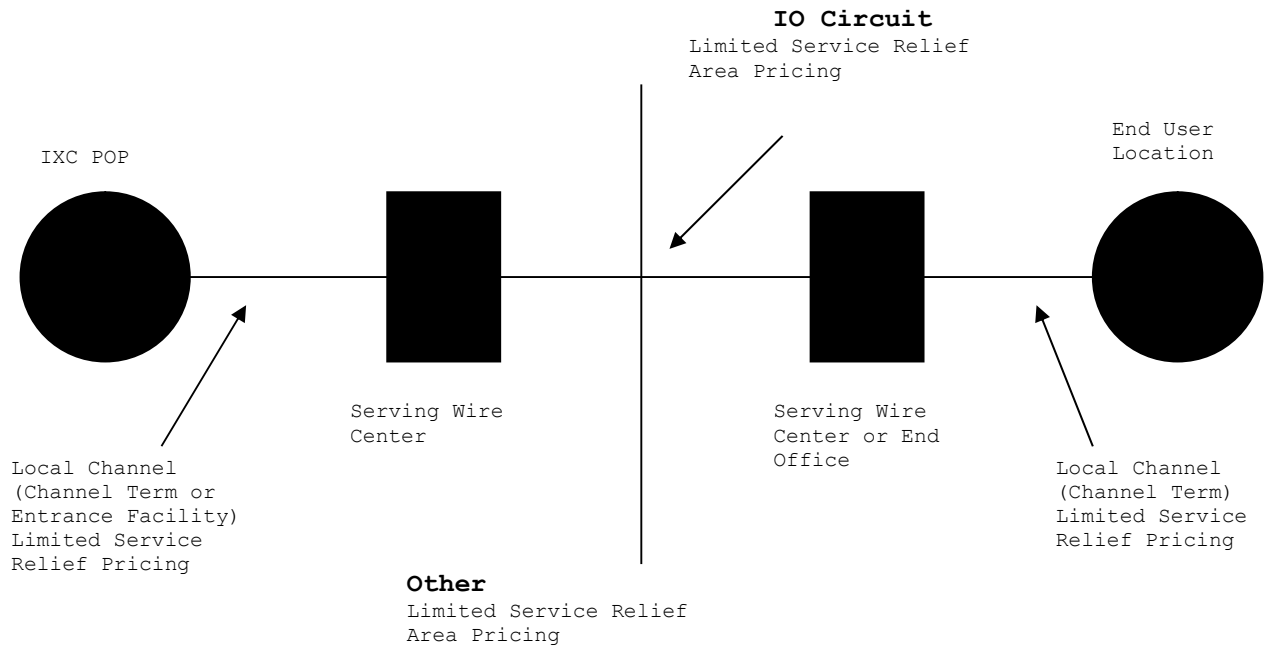 IO Circuit
Limited Service Relief
Area Pricing
End User
Location
IXC POP
Serving Wire
Center
Serving Wire
Center or End
Office
Local Channel
(Channel Term or
Entrance Facility)
Limited Service
Relief Pricing
Local Channel
(Channel Term)
Limited Service
Relief Pricing
Other
Limited Service Relief
Area Pricing